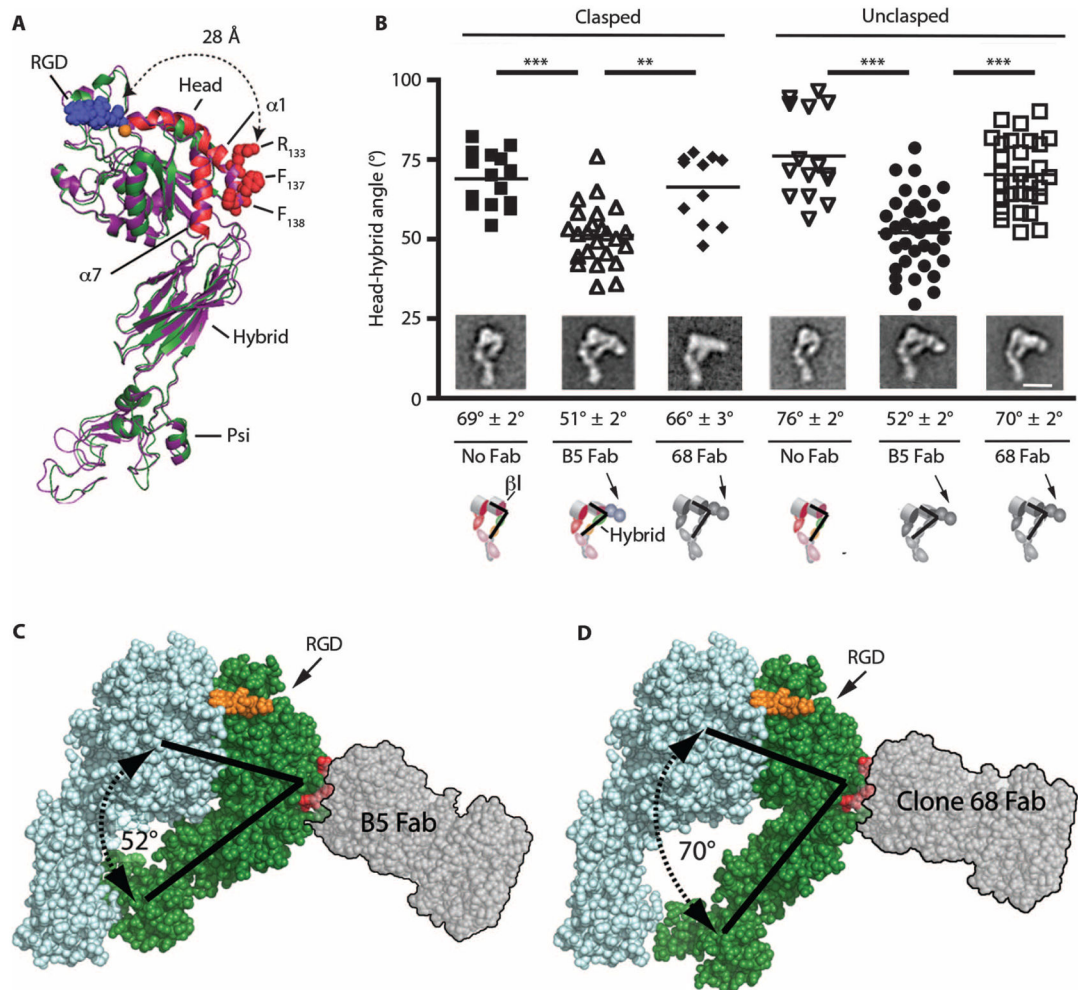 A
28 Å
RGD
Head
α1
R133
F137
F138
α7
Hybrid
Psi
B
Clasped
Unclasped
***
**
***
***
Head-hybrid angle (°)
100
75
50
25
0
69° ± 2°
51° ± 2°
66° ± 3°
76° ± 2°
52° ± 2°
70° ± 2°
No Fab
B5 Fab
68 Fab
No Fab
B5 Fab
68 Fab
βI
Hybrid
C
RGD
52°
B5 Fab
D
RGD
70°
Clone 68 Fab